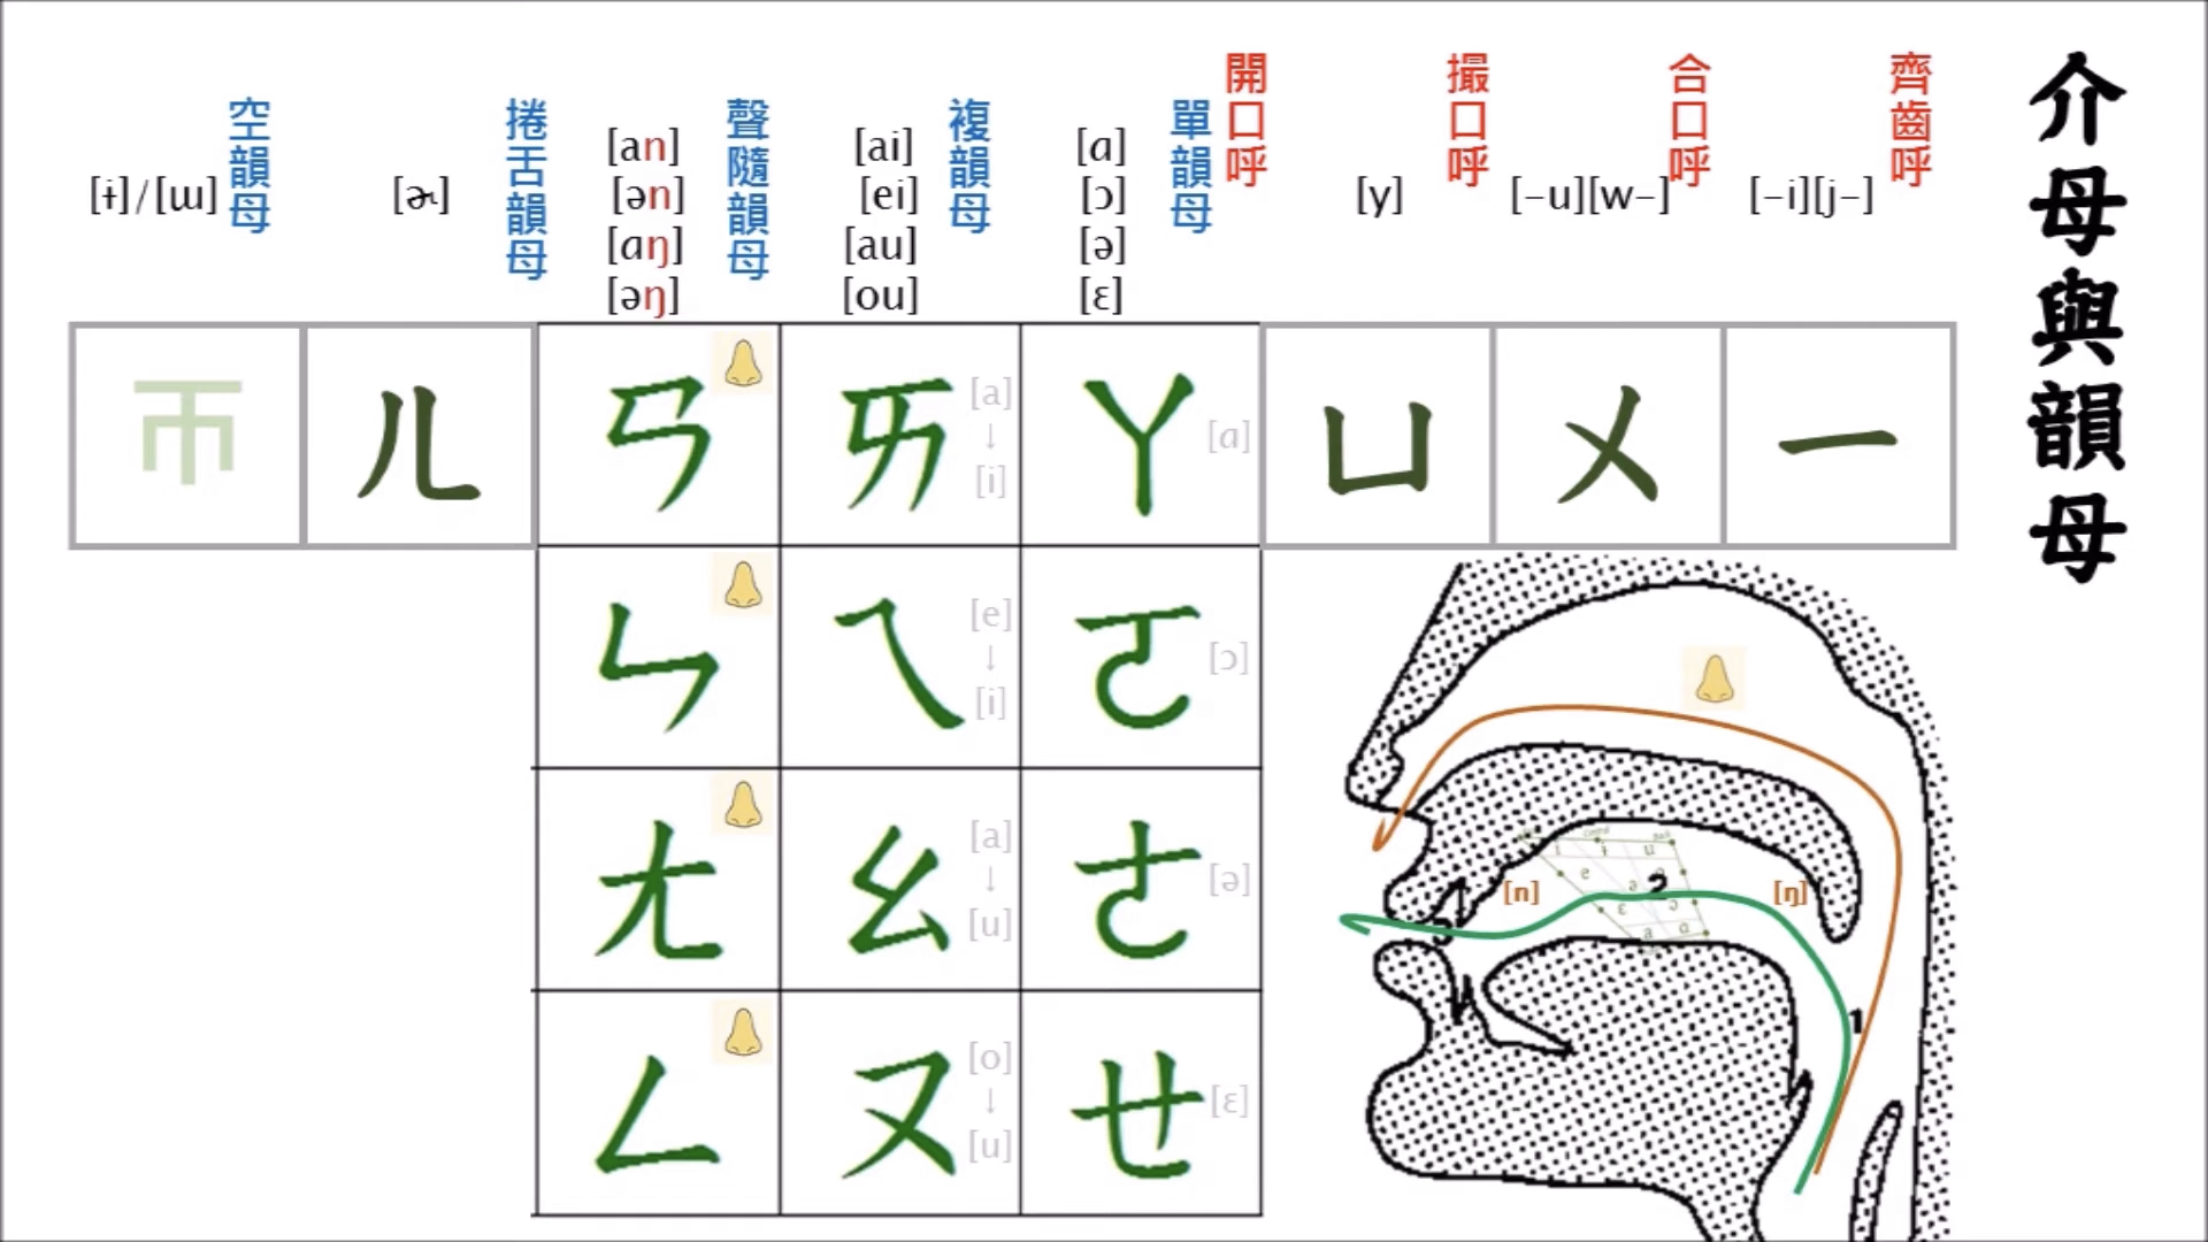 介母與韻母
齊齒呼
[-i][j-]
合口呼
[-u][w-]
撮口呼
[y]
開口呼
單韻母
[ɑ]
[ɔ]
[ə]
[ɛ]
複韻母
[ai]
[ei]
[au]
[ou]
聲隨韻母
[an]
[ən]
[ɑŋ]
[əŋ]
捲舌韻母
[ɚ]
空韻母
[ɨ]/[ɯ]
ㄧ
ㄨ
ㄩ
ㄚ [ɑ]
ㄛ [ɔ]
ㄜ [ə]
ㄝ [ɛ]
ㄞ [a]
↓
[i]
ㄟ [e]
↓
[i]
ㄠ [a]
↓
[u]
ㄡ [o]
↓
[u]
ㄢ
ㄣ
ㄤ
ㄥ
ㄦ
ㄭ
[n]
[ŋ]
1
2
3